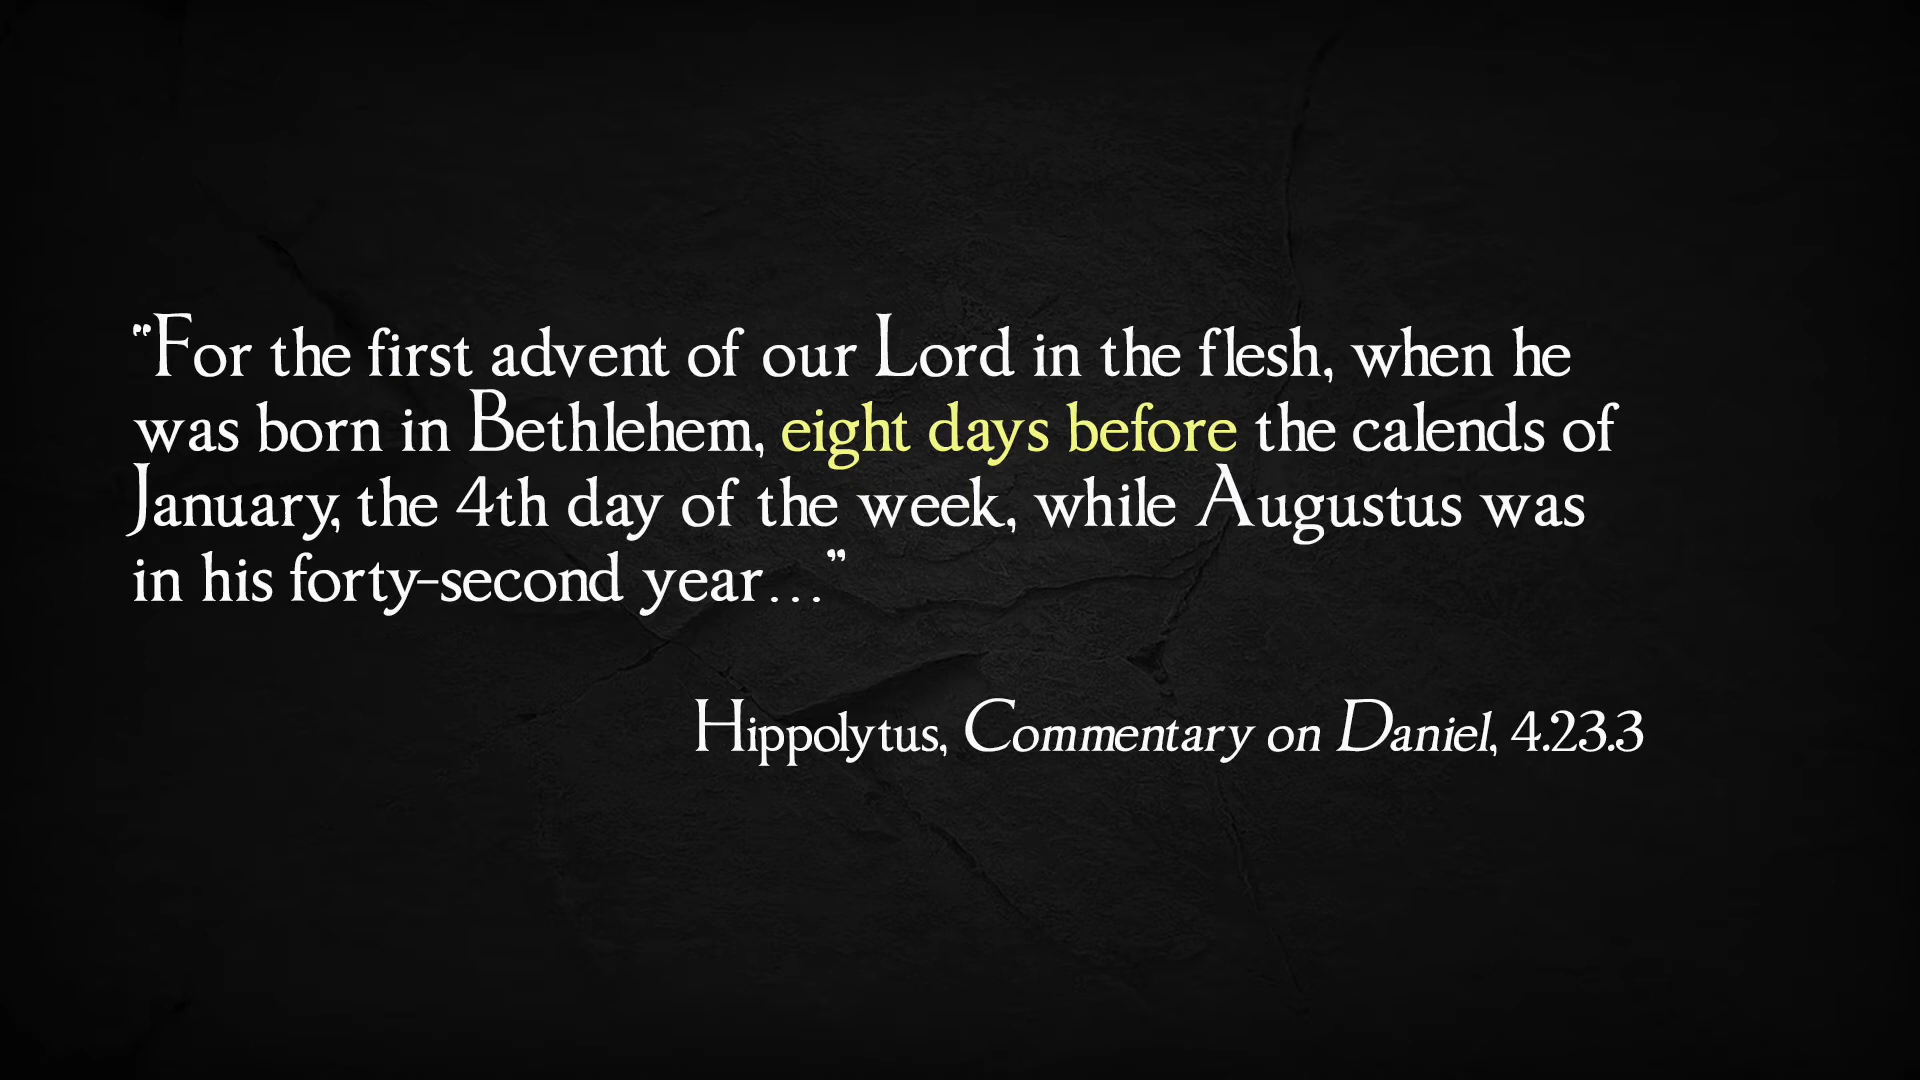 “For the first advent of our Lord in the flesh, when he
was born in Bethlehem, eight days before the calends of
January, the 4th day of the week, while Augustus was
in his forty-second year…”
Hippolytus, Commentary on Daniel, 4.23.3